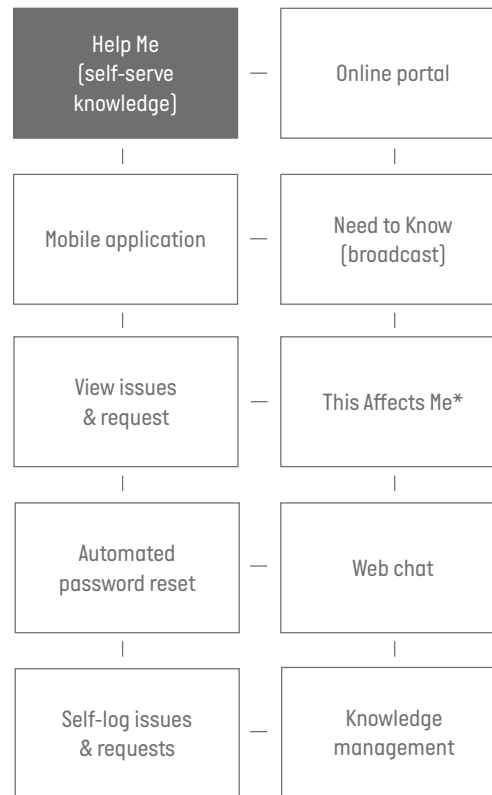 Help Me
(self-serve
knowledge)
Online portal
Mobile application
Need to Know
(broadcast)
View issues
& request
This Affects Me*
Automated
password reset
Web chat
Self-log issues
& requests
Knowledge
management